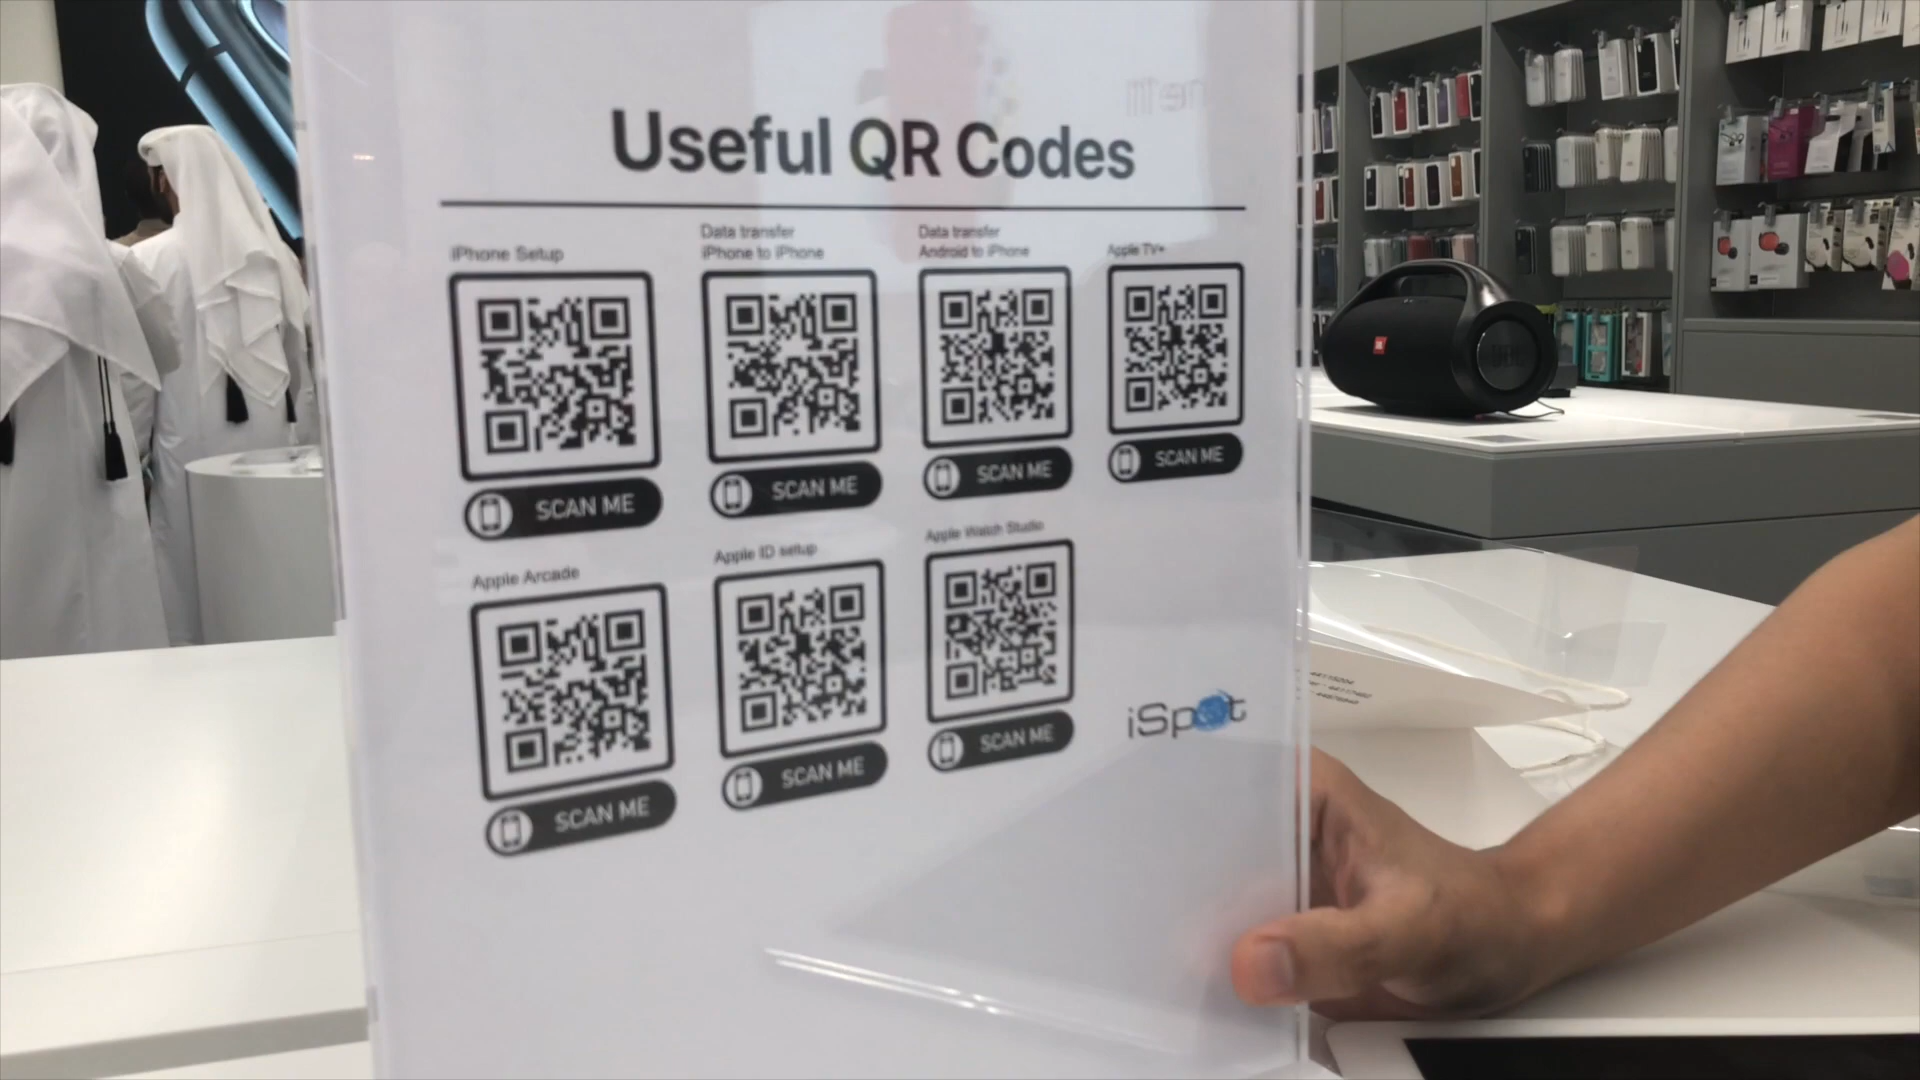 Useful QR Codes
iPhone Setup
Data transfer
iPhone to iPhone
Data transfer
Android to iPhone
Apple TV+
SCAN ME
SCAN ME
SCAN ME
SCAN ME
Apple Arcade
Apple ID setup
Apple Watch Studio
SCAN ME
SCAN ME
SCAN ME
iSpot
JBL